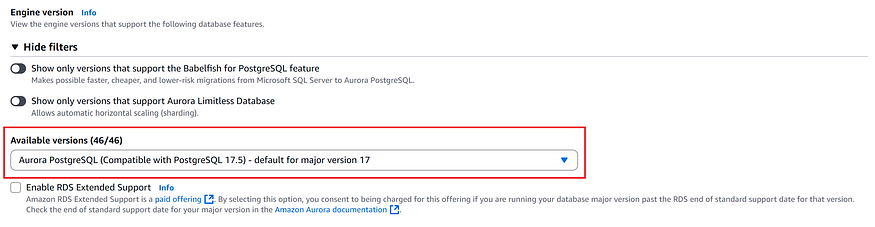 Engine version Info
View the engine versions that support the following database features.
Hide filters
Show only versions that support the Babelfish for PostgreSQL feature
Makes possible faster, cheaper, and lower-risk migrations from Microsoft SQL Server to Aurora PostgreSQL.
Show only versions that support Aurora Limitless Database
Allows automatic horizontal scaling (sharding).
Available versions (46/46)
Aurora PostgreSQL (Compatible with PostgreSQL 17.5) - default for major version 17
Enable RDS Extended Support Info
Amazon RDS Extended Support is a paid offering. By selecting this option, you consent to being charged for this offering if you are running your database major version past the RDS end of standard support date for that version.
Check the end of standard support date for your major version in the Amazon Aurora documentation.